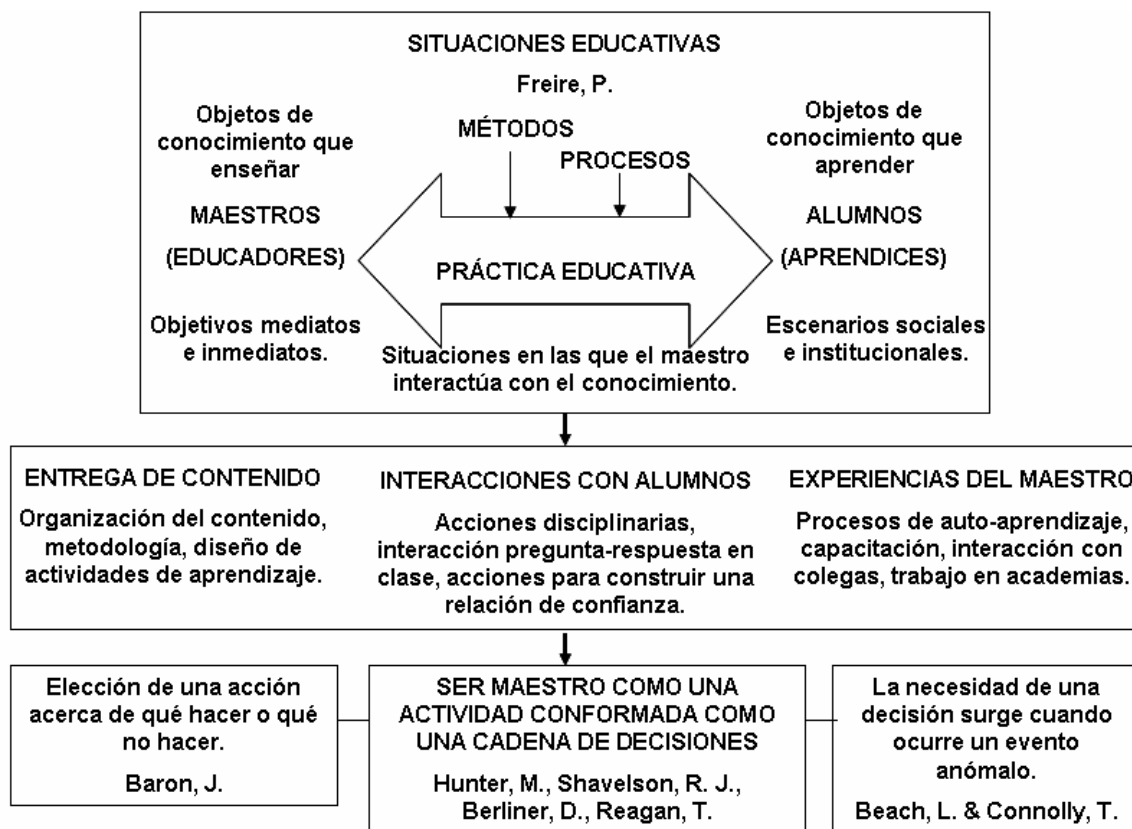 SITUACIONES EDUCATIVAS
Freire, P.
Objetos de
conocimiento que
enseñar
MÉTODOS
PROCESOS
Objetos de
conocimiento que
aprender
MAESTROS
(EDUCADORES)
PRÁCTICA EDUCATIVA
ALUMNOS
(APRENDICES)
Objetivos mediatos
e inmediatos.
Situaciones en las que el maestro
interactúa con el conocimiento.
Escenarios sociales
e institucionales.
ENTREGA DE CONTENIDO
Organización del contenido,
metodología, diseño de
actividades de aprendizaje.
INTERACCIONES CON ALUMNOS
Acciones disciplinarias,
interacción pregunta-respuesta en
clase, acciones para construir una
relación de confianza.
EXPERIENCIAS DEL MAESTRO
Procesos de auto-aprendizaje,
capacitación, interacción con
colegas, trabajo en academias.
Elección de una acción
acerca de qué hacer o qué
no hacer.
Baron, J.
SER MAESTRO COMO UNA
ACTIVIDAD CONFORMADA COMO
UNA CADENA DE DECISIONES
Hunter, M., Shavelson, R. J.,
Berliner, D., Reagan, T.
La necesidad de una
decisión surge cuando
ocurre un evento
anómalo.
Beach, L. & Connolly, T.